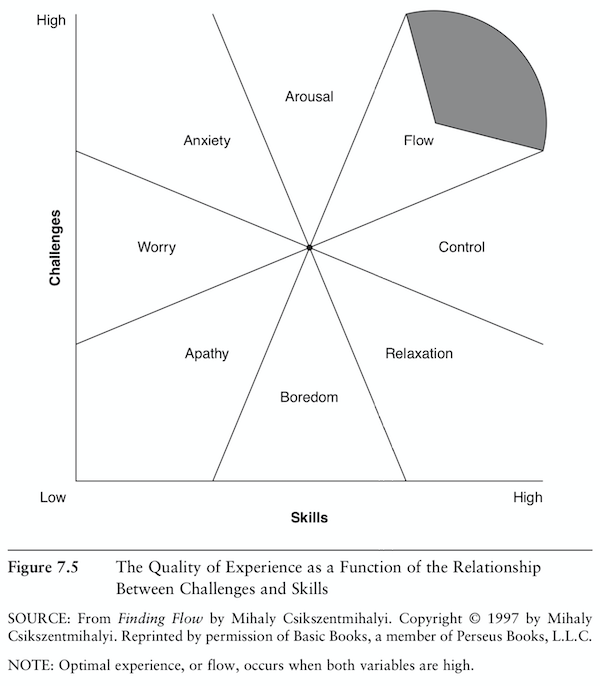 High
Arousal
Anxiety
Flow
Challenges
Worry
Control
Apathy
Relaxation
Boredom
Low
High
Skills
Figure 7.5 The Quality of Experience as a Function of the Relationship
Between Challenges and Skills
SOURCE: From Finding Flow by Mihaly Csikszentmihalyi. Copyright © 1997 by Mihaly
Csikszentmihalyi. Reprinted by permission of Basic Books, a member of Perseus Books, L.L.C.
NOTE: Optimal experience, or flow, occurs when both variables are high.